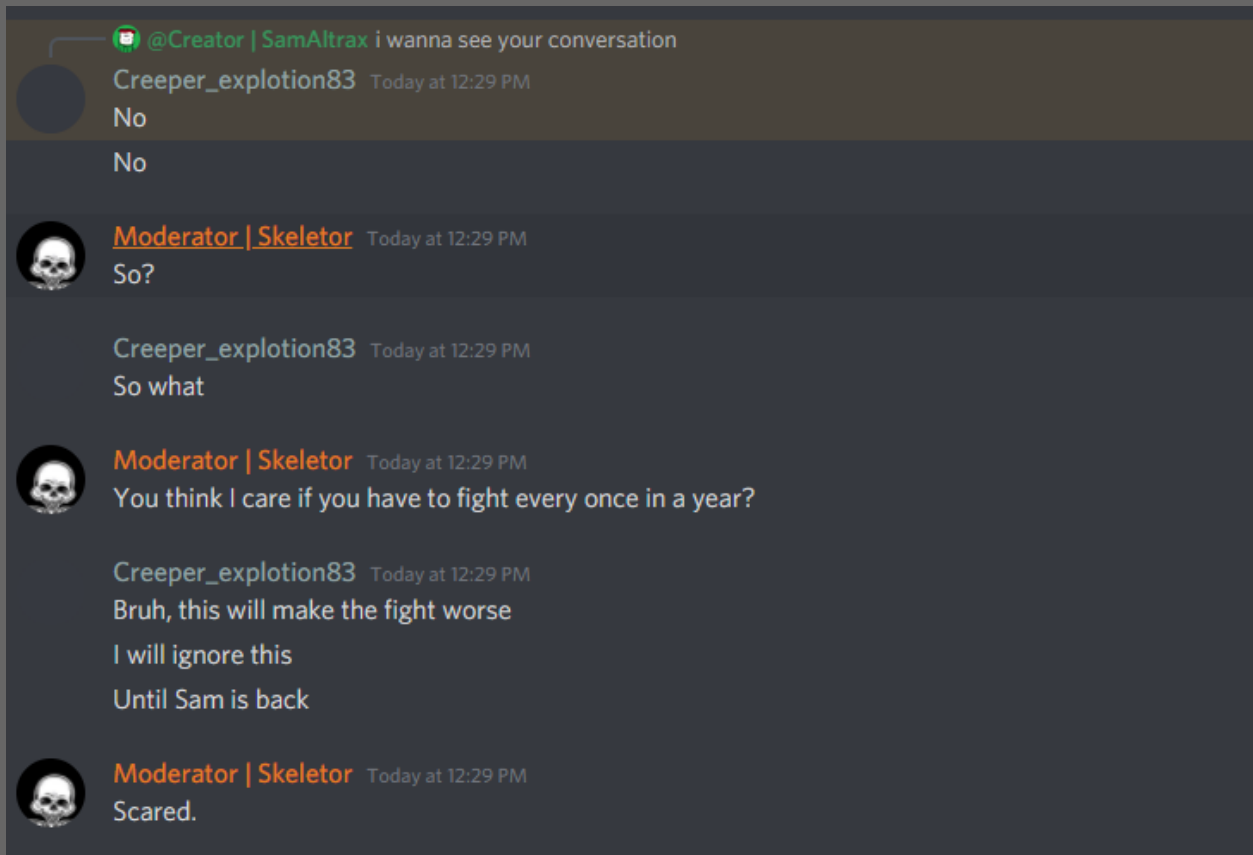 @Creator | SamAltrax i wanna see your conversation
Creeper_explotion83 Today at 12:29 PM
No
No
Moderator | Skeletor Today at 12:29 PM
So?
Creeper_explotion83 Today at 12:29 PM
So what
Moderator | Skeletor Today at 12:29 PM
You think I care if you have to fight every once in a year?
Creeper_explotion83 Today at 12:29 PM
Bruh, this will make the fight worse
I will ignore this
Until Sam is back
Moderator | Skeletor Today at 12:29 PM
Scared.